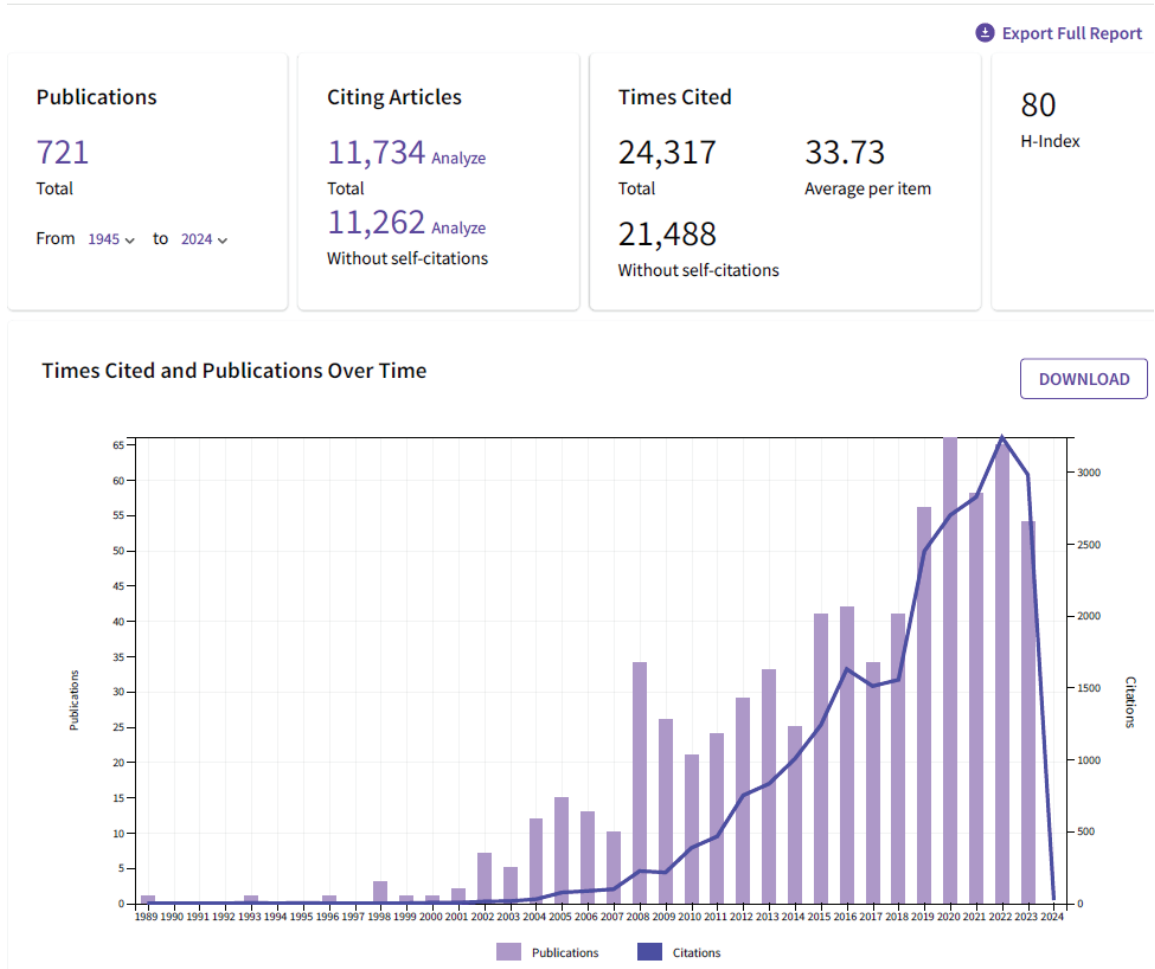 Export Full Report
Publications
721
Total
From 1945 to 2024
Citing Articles
11,734 Analyze
Total
11,262 Analyze
Without self-citations
Times Cited
24,317
Total
33.73
Average per item
21,488
Without self-citations
80
H-Index
Times Cited and Publications Over Time
DOWNLOAD
65
60
55
50
45
40
35
30
25
20
15
10
5
0
Publications
3000
2500
2000
1500
1000
500
0
Citations
1989 1990 1991 1992 1993 1994 1995 1996 1997 1998 1999 2000 2001 2002 2003 2004 2005 2006 2007 2008 2009 2010 2011 2012 2013 2014 2015 2016 2017 2018 2019 2020 2021 2022 2023 2024
Publications Citations